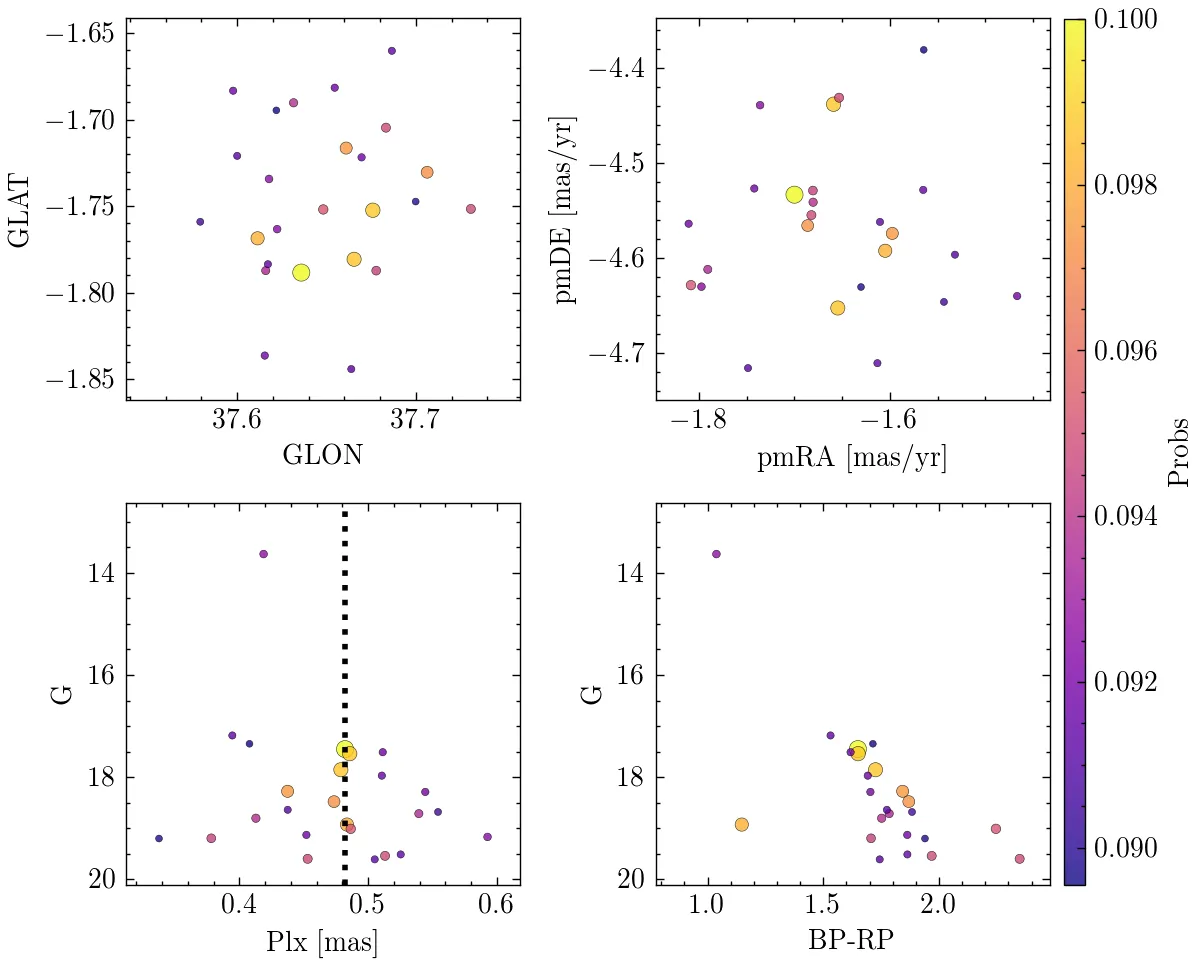 −1.65
−1.70
−1.75
−1.80
−1.85
GLAT
37.6 37.7
GLON
−4.4
−4.5
−4.6
−4.7
pmDE [mas/yr]
−1.8 −1.6
pmRA [mas/yr]
14
16
18
20
G
0.4 0.5 0.6
Plx [mas]
14
16
18
20
G
1.0 1.5 2.0
BP-RP
0.100
0.098
0.096
0.094
0.092
0.090
Probs